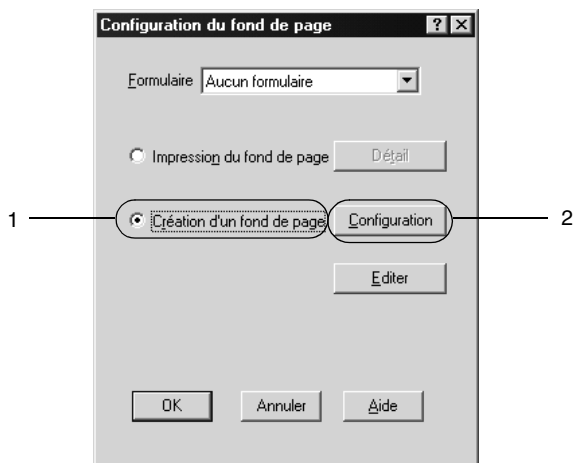 Configuration du fond de page
Formulaire Aucun formulaire
Impression du fond de page Détail
1 Création d'un fond de page Configuration 2
Editer
OK Annuler Aide